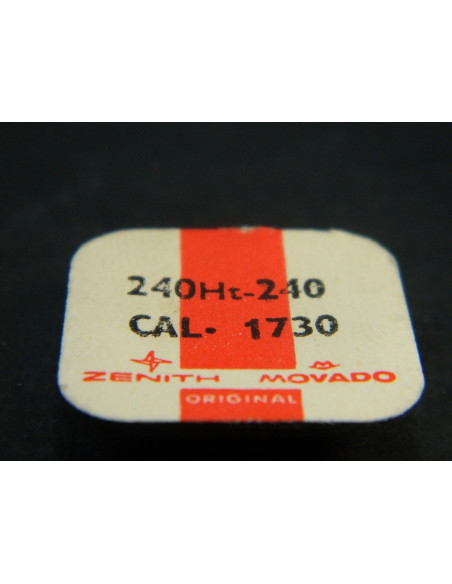 240Ht-240
CAL. 1730
ZENITH MOVADO
ORIGINAL